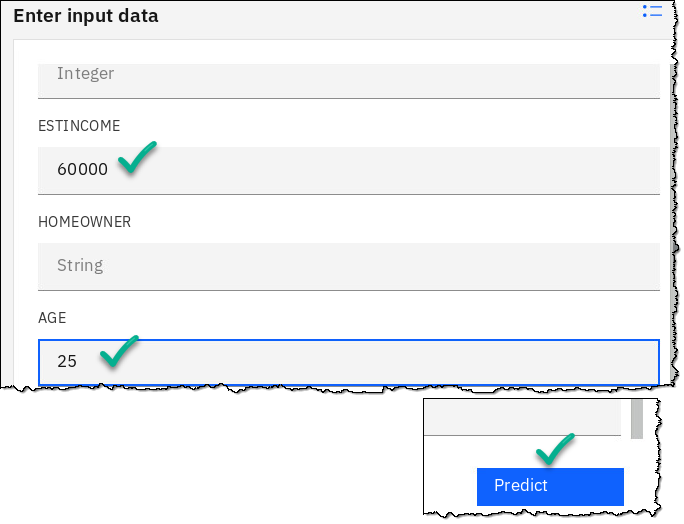 Enter input data
Integer
ESTINCOME
60000
HOMEOWNER
String
AGE
25
Predict